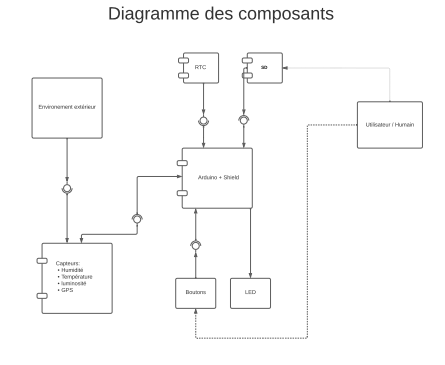 Diagramme des composants
RTC
SD
Environement extérieur
Utilisateur / Humain
Arduino + Shield
Capteurs:
• Humidité
• Température
• luminosité
• GPS
Boutons
LED